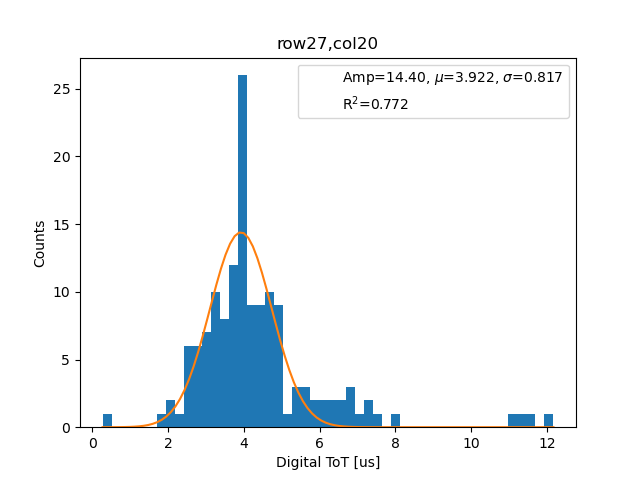 row27,col20
Amp=14.40, μ=3.922, σ=0.817
R²=0.772
Counts
25
20
15
10
5
0
0 2 4 6 8 10 12
Digital ToT [us]